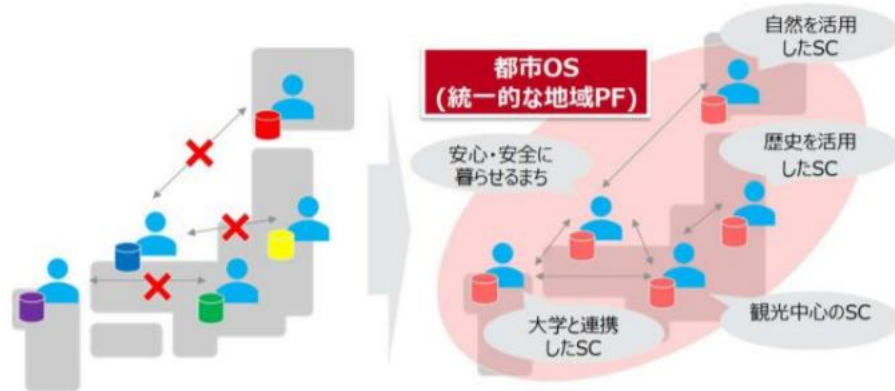 自然を活用
したSC
都市OS
(統一的な地域PF)
安心・安全に
暮らせるまち
歴史を活用
したSC
大学と連携
したSC
観光中心のSC